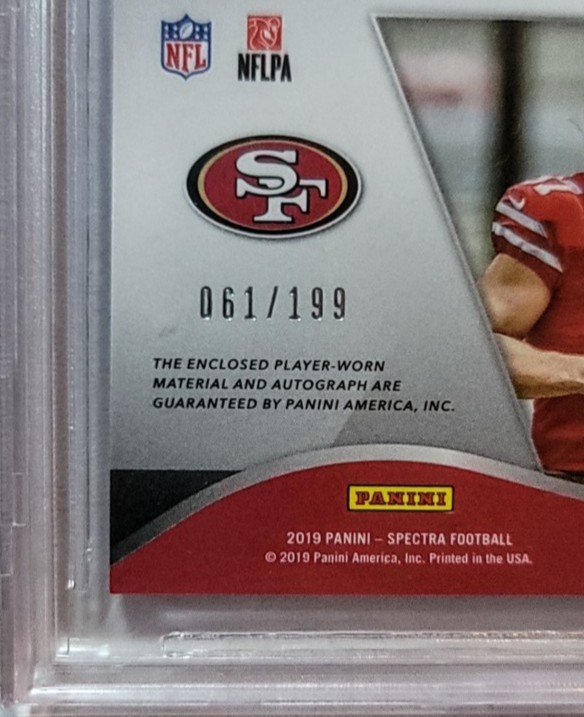 NFL
NFLPA
SF
061/199
THE ENCLOSED PLAYER-WORN
MATERIAL AND AUTOGRAPH ARE
GUARANTEED BY PANINI AMERICA, INC.
PANINI
2019 PANINI – SPECTRA FOOTBALL
© 2019 Panini America, Inc. Printed in the USA.